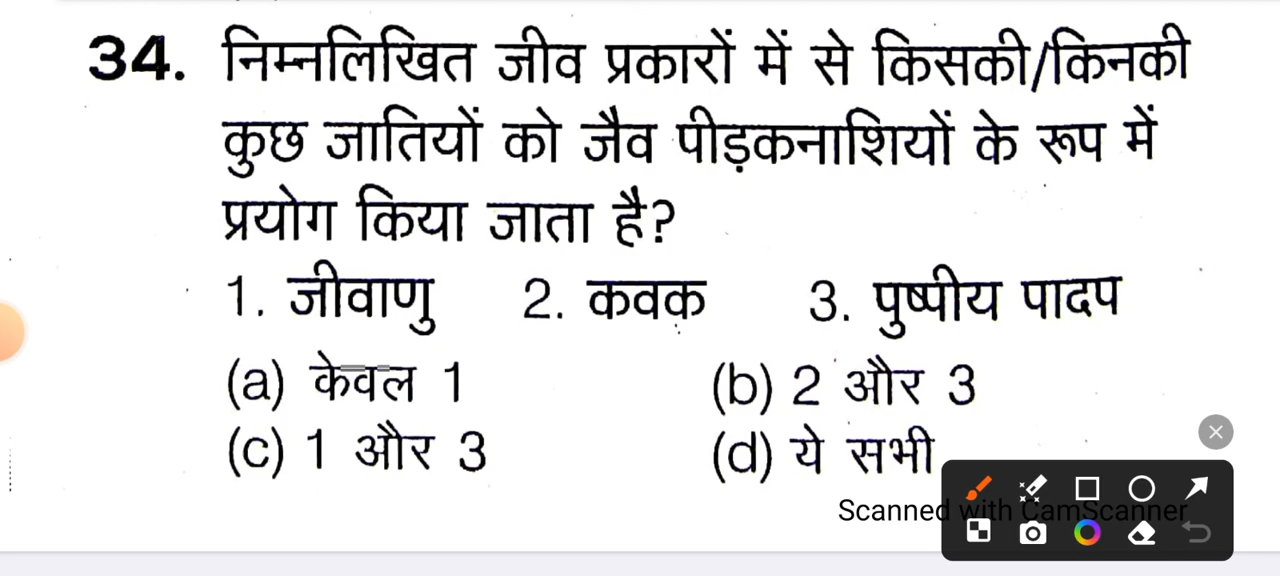 34. निम्नलिखित जीव प्रकारों में से किसकी/किनकी
कुछ जातियों को जैव पीड़कनाशियों के रूप में
प्रयोग किया जाता है?
1. जीवाणु 2. कवक 3. पुष्पीय पादप
(a) केवल 1 (b) 2 और 3
(c) 1 और 3 (d) ये सभी
Scanned with CamScanner